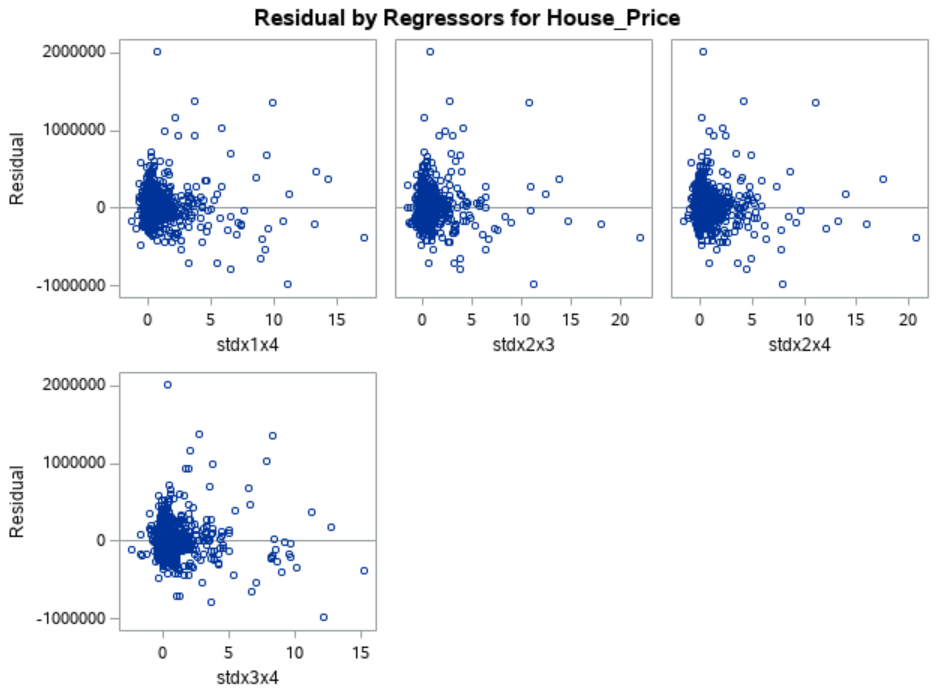 Residual by Regressors for House_Price
Residual
2000000
1000000
0
-1000000
0 5 10 15
stdx1x4
0 5 10 15 20
stdx2x3
0 5 10 15 20
stdx2x4
Residual
2000000
1000000
0
-1000000
0 5 10 15
stdx3x4